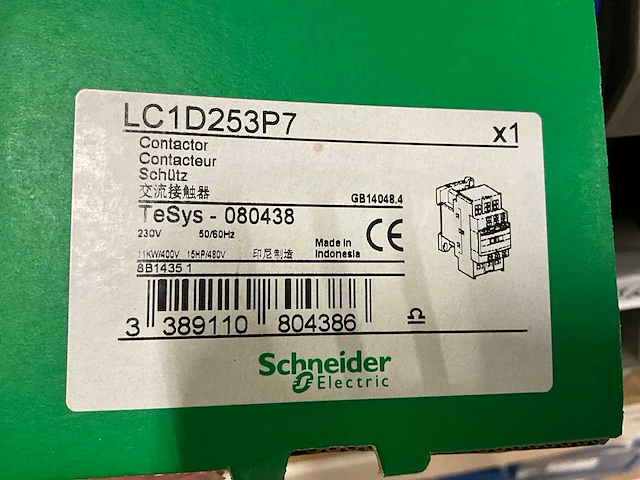 LC1D253P7
x1
Contactor
Contacteur
Schütz
交流接触器
GB14048.4
TeSys - 080438
230V 50/60Hz
Made in
Indonesia
CE
11KW/400V 15HP/480V 印尼制造
8B1435 1
3 389110 804386
Schneider
Electric